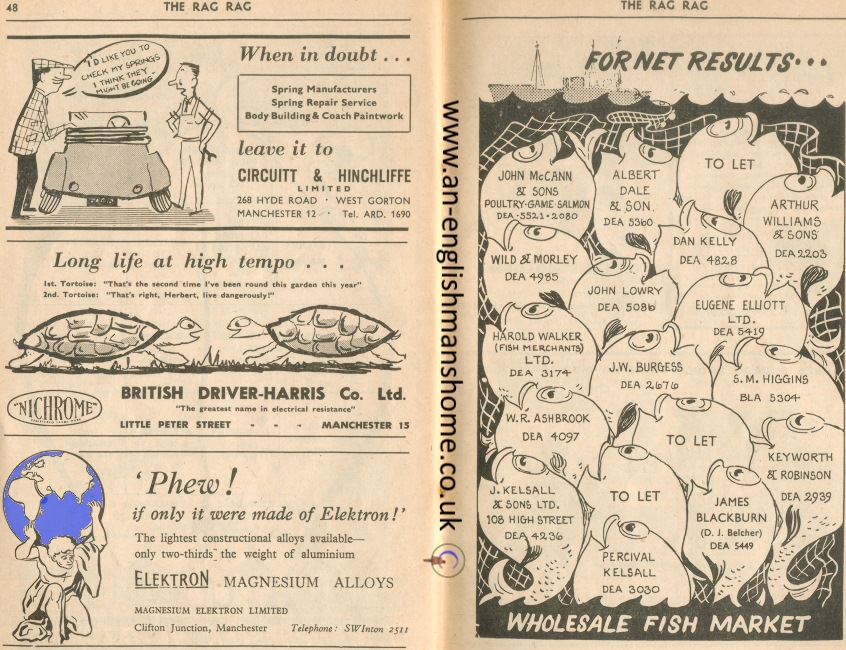 48
THE RAG RAG
I'D LIKE YOU TO
CHECK MY SPRINGS
I THINK THEY
MIGHT BE GOING
When in doubt . . .
Spring Manufacturers
Spring Repair Service
Body Building & Coach Paintwork
leave it to
CIRCUITT & HINCHLIFFE
LIMITED
268 HYDE ROAD · WEST GORTON
MANCHESTER 12 · Tel. ARD. 1690
Long life at high tempo . . .
1st. Tortoise: "That's the second time I've been round this garden this year"
2nd. Tortoise: "That's right, Herbert, live dangerously!"
"NICHROME"
REGISTERED TRADE MARK
BRITISH DRIVER-HARRIS Co. Ltd.
"The greatest name in electrical resistance"
LITTLE PETER STREET - - - MANCHESTER 15
'Phew!
if only it were made of Elektron!'
The lightest constructional alloys available—
only two-thirds the weight of aluminium
ELEKTRON MAGNESIUM ALLOYS
MAGNESIUM ELEKTRON LIMITED
Clifton Junction, Manchester Telephone: SWInton 2511
www.an-englishmanshome.co.uk
THE RAG RAG
FOR NET RESULTS...
JOHN McCANN
& SONS
POULTRY·GAME·SALMON
DEA·5521·2080
ALBERT
DALE
& SON.
DEA 5360
TO LET
ARTHUR
WILLIAMS
& SONS
DEA 2203
WILD & MORLEY
DEA 4985
DAN KELLY
DEA 4828
JOHN LOWRY
DEA 5086
EUGENE ELLIOTT
LTD.
DEA 5419
HAROLD WALKER
(FISH MERCHANTS)
LTD.
DEA 3174
J.W. BURGESS
DEA 2676
S.M. HIGGINS
BLA 5304
W.R. ASHBROOK
DEA 4097
TO LET
KEYWORTH
& ROBINSON
DEA 2939
J. KELSALL
& SONS LTD.
108 HIGH STREET
DEA 4236
TO LET
JAMES
BLACKBURN
(D. J. Belcher)
DEA 5449
PERCIVAL
KELSALL
DEA 3030
WHOLESALE FISH MARKET